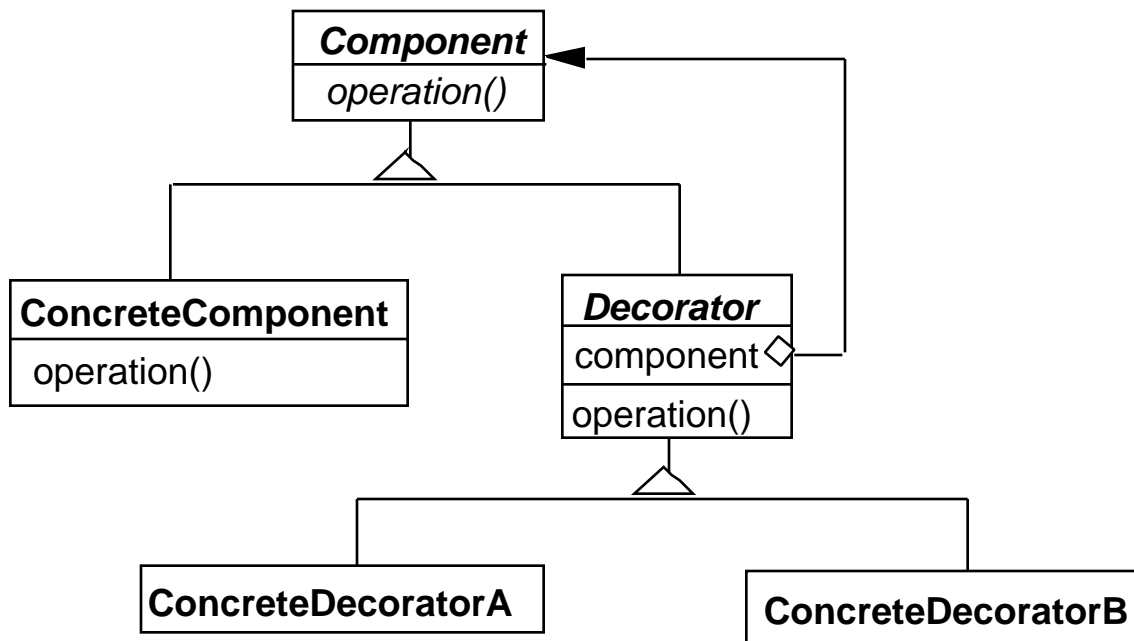 Component
operation()
ConcreteComponent
operation()
Decorator
component
operation()
ConcreteDecoratorA
ConcreteDecoratorB